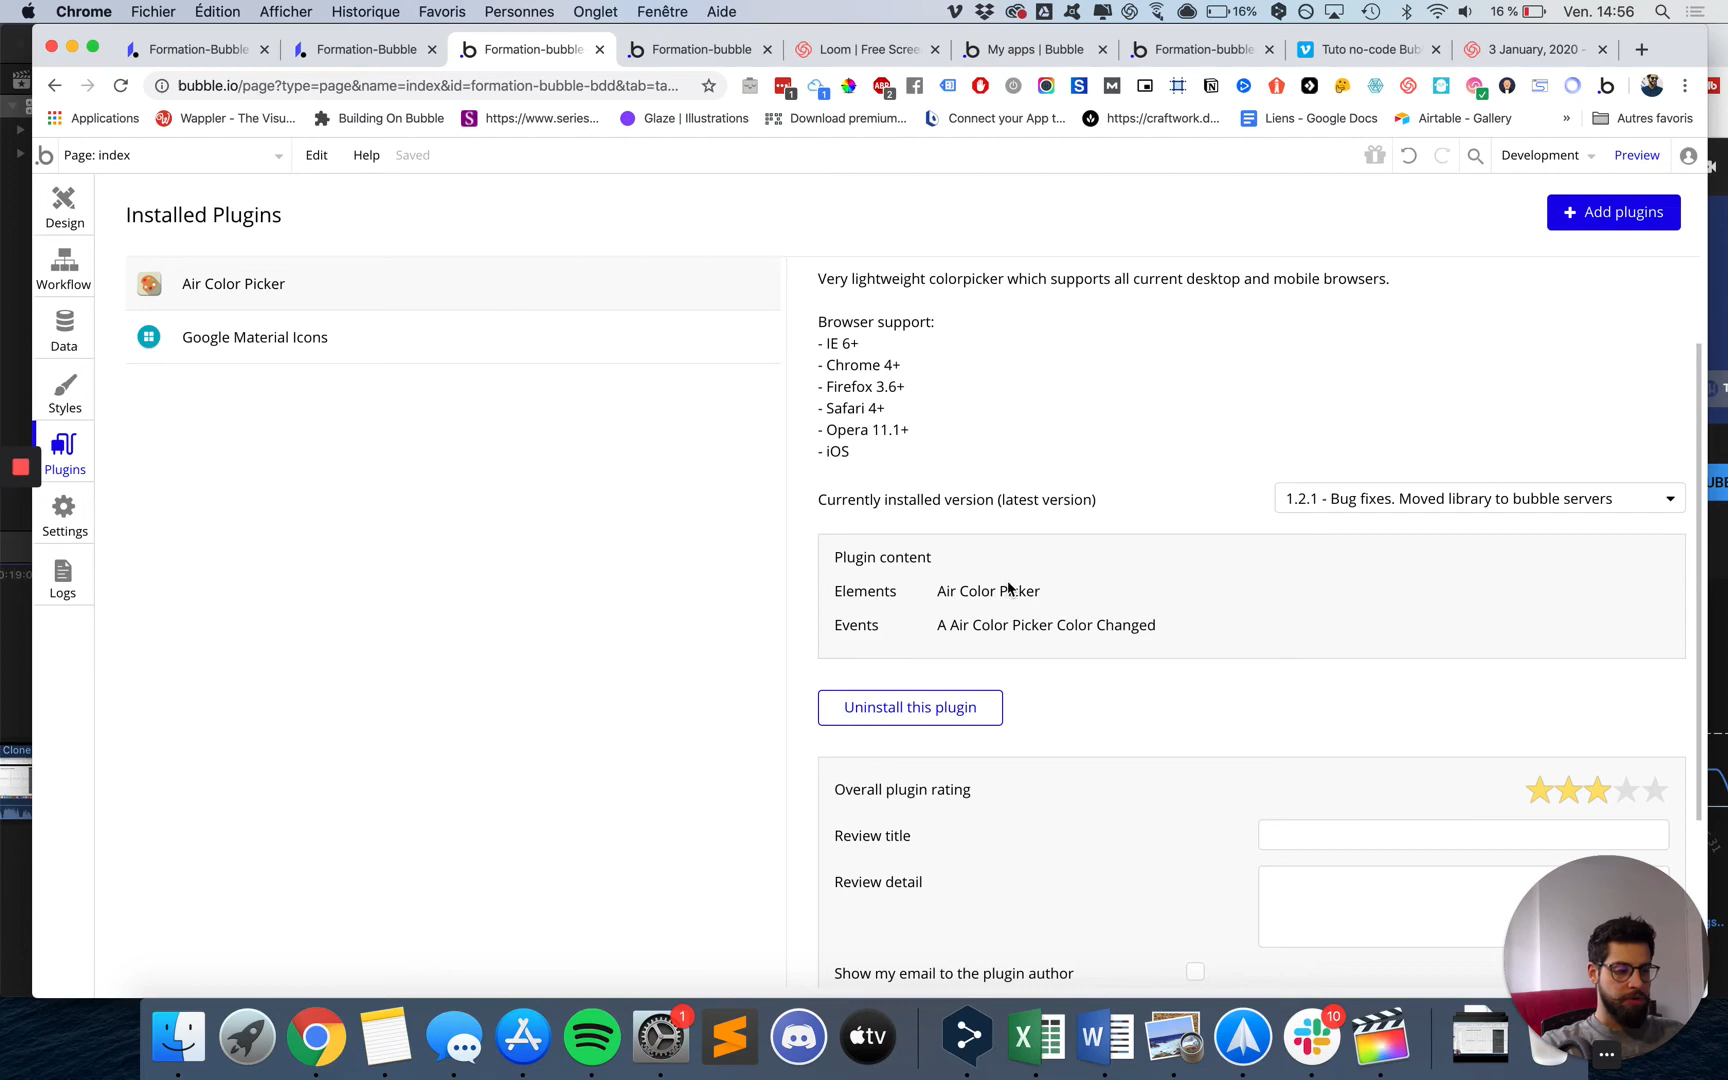 Chrome Fichier Édition Afficher Historique Favoris Personnes Onglet Fenêtre Aide 16% 16 % Ven. 14:56
Formation-Bubble Formation-Bubble Formation-bubble Formation-bubble Loom | Free Scree My apps | Bubble Formation-bubble Tuto no-code Bub 3 January, 2020 -
bubble.io/page?type=page&name=index&id=formation-bubble-bdd&tab=ta...
Applications Wappler - The Visu... Building On Bubble https://www.series... Glaze | Illustrations Download premium... Connect your App t... https://craftwork.d... Liens - Google Docs Airtable - Gallery » Autres favoris
Page: index Edit Help Saved Development Preview
Design
Workflow
Data
Styles
Plugins
Settings
Logs
Installed Plugins
+ Add plugins
Air Color Picker
Google Material Icons
Very lightweight colorpicker which supports all current desktop and mobile browsers.
Browser support:
- IE 6+
- Chrome 4+
- Firefox 3.6+
- Safari 4+
- Opera 11.1+
- iOS
Currently installed version (latest version) 1.2.1 - Bug fixes. Moved library to bubble servers
Plugin content
Elements Air Color Picker
Events A Air Color Picker Color Changed
Uninstall this plugin
Overall plugin rating
Review title
Review detail
Show my email to the plugin author
Clone
1
tv
10